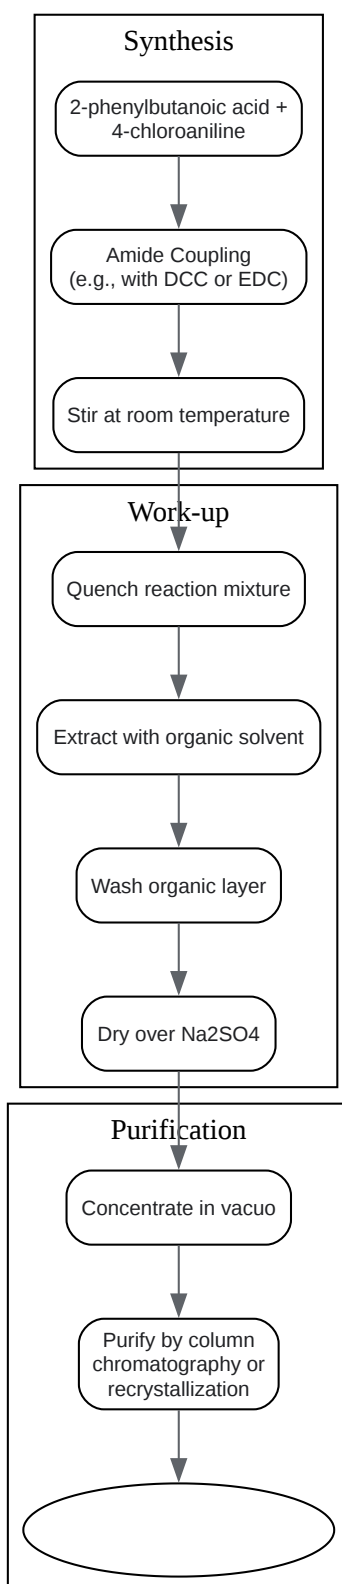 Synthesis
2-phenylbutanoic acid +
4-chloroaniline
Amide Coupling
(e.g., with DCC or EDC)
Stir at room temperature
Work-up
Quench reaction mixture
Extract with organic solvent
Wash organic layer
Dry over Na2SO4
Purification
Concentrate in vacuo
Purify by column
chromatography or
recrystallization